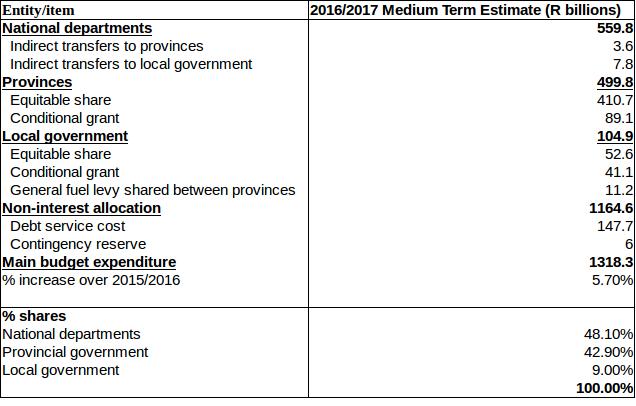 Entity/item 2016/2017 Medium Term Estimate (R billions)
National departments 559.8
Indirect transfers to provinces 3.6
Indirect transfers to local government 7.8
Provinces 499.8
Equitable share 410.7
Conditional grant 89.1
Local government 104.9
Equitable share 52.6
Conditional grant 41.1
General fuel levy shared between provinces 11.2
Non-interest allocation 1164.6
Debt service cost 147.7
Contingency reserve 6
Main budget expenditure 1318.3
% increase over 2015/2016 5.70%
% shares
National departments 48.10%
Provincial government 42.90%
Local government 9.00%
100.00%